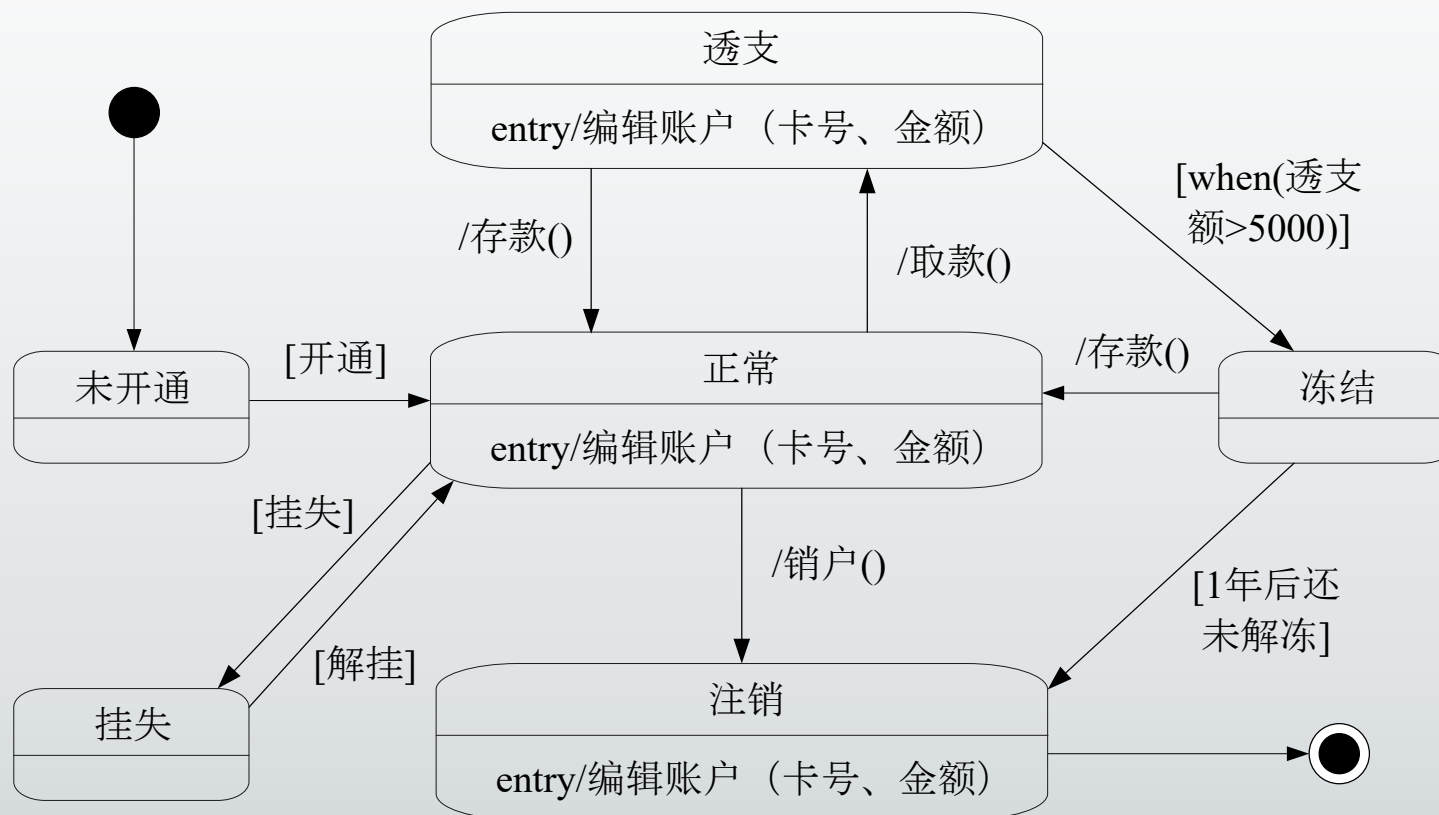 透支
entry/编辑账户（卡号、金额）
[when(透支
额>5000)]
/存款()
/取款()
未开通
[开通]
正常
entry/编辑账户（卡号、金额）
/存款()
冻结
[挂失]
[解挂]
/销户()
[1年后还
未解冻]
挂失
注销
entry/编辑账户（卡号、金额）